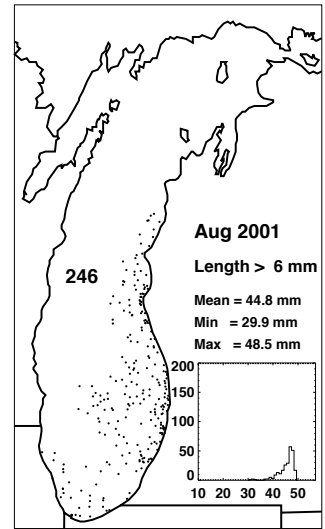 Aug 2001
Length > 6 mm
246
Mean = 44.8 mm
Min = 29.9 mm
Max = 48.5 mm
200
150
100
50
0
10 20 30 40 50